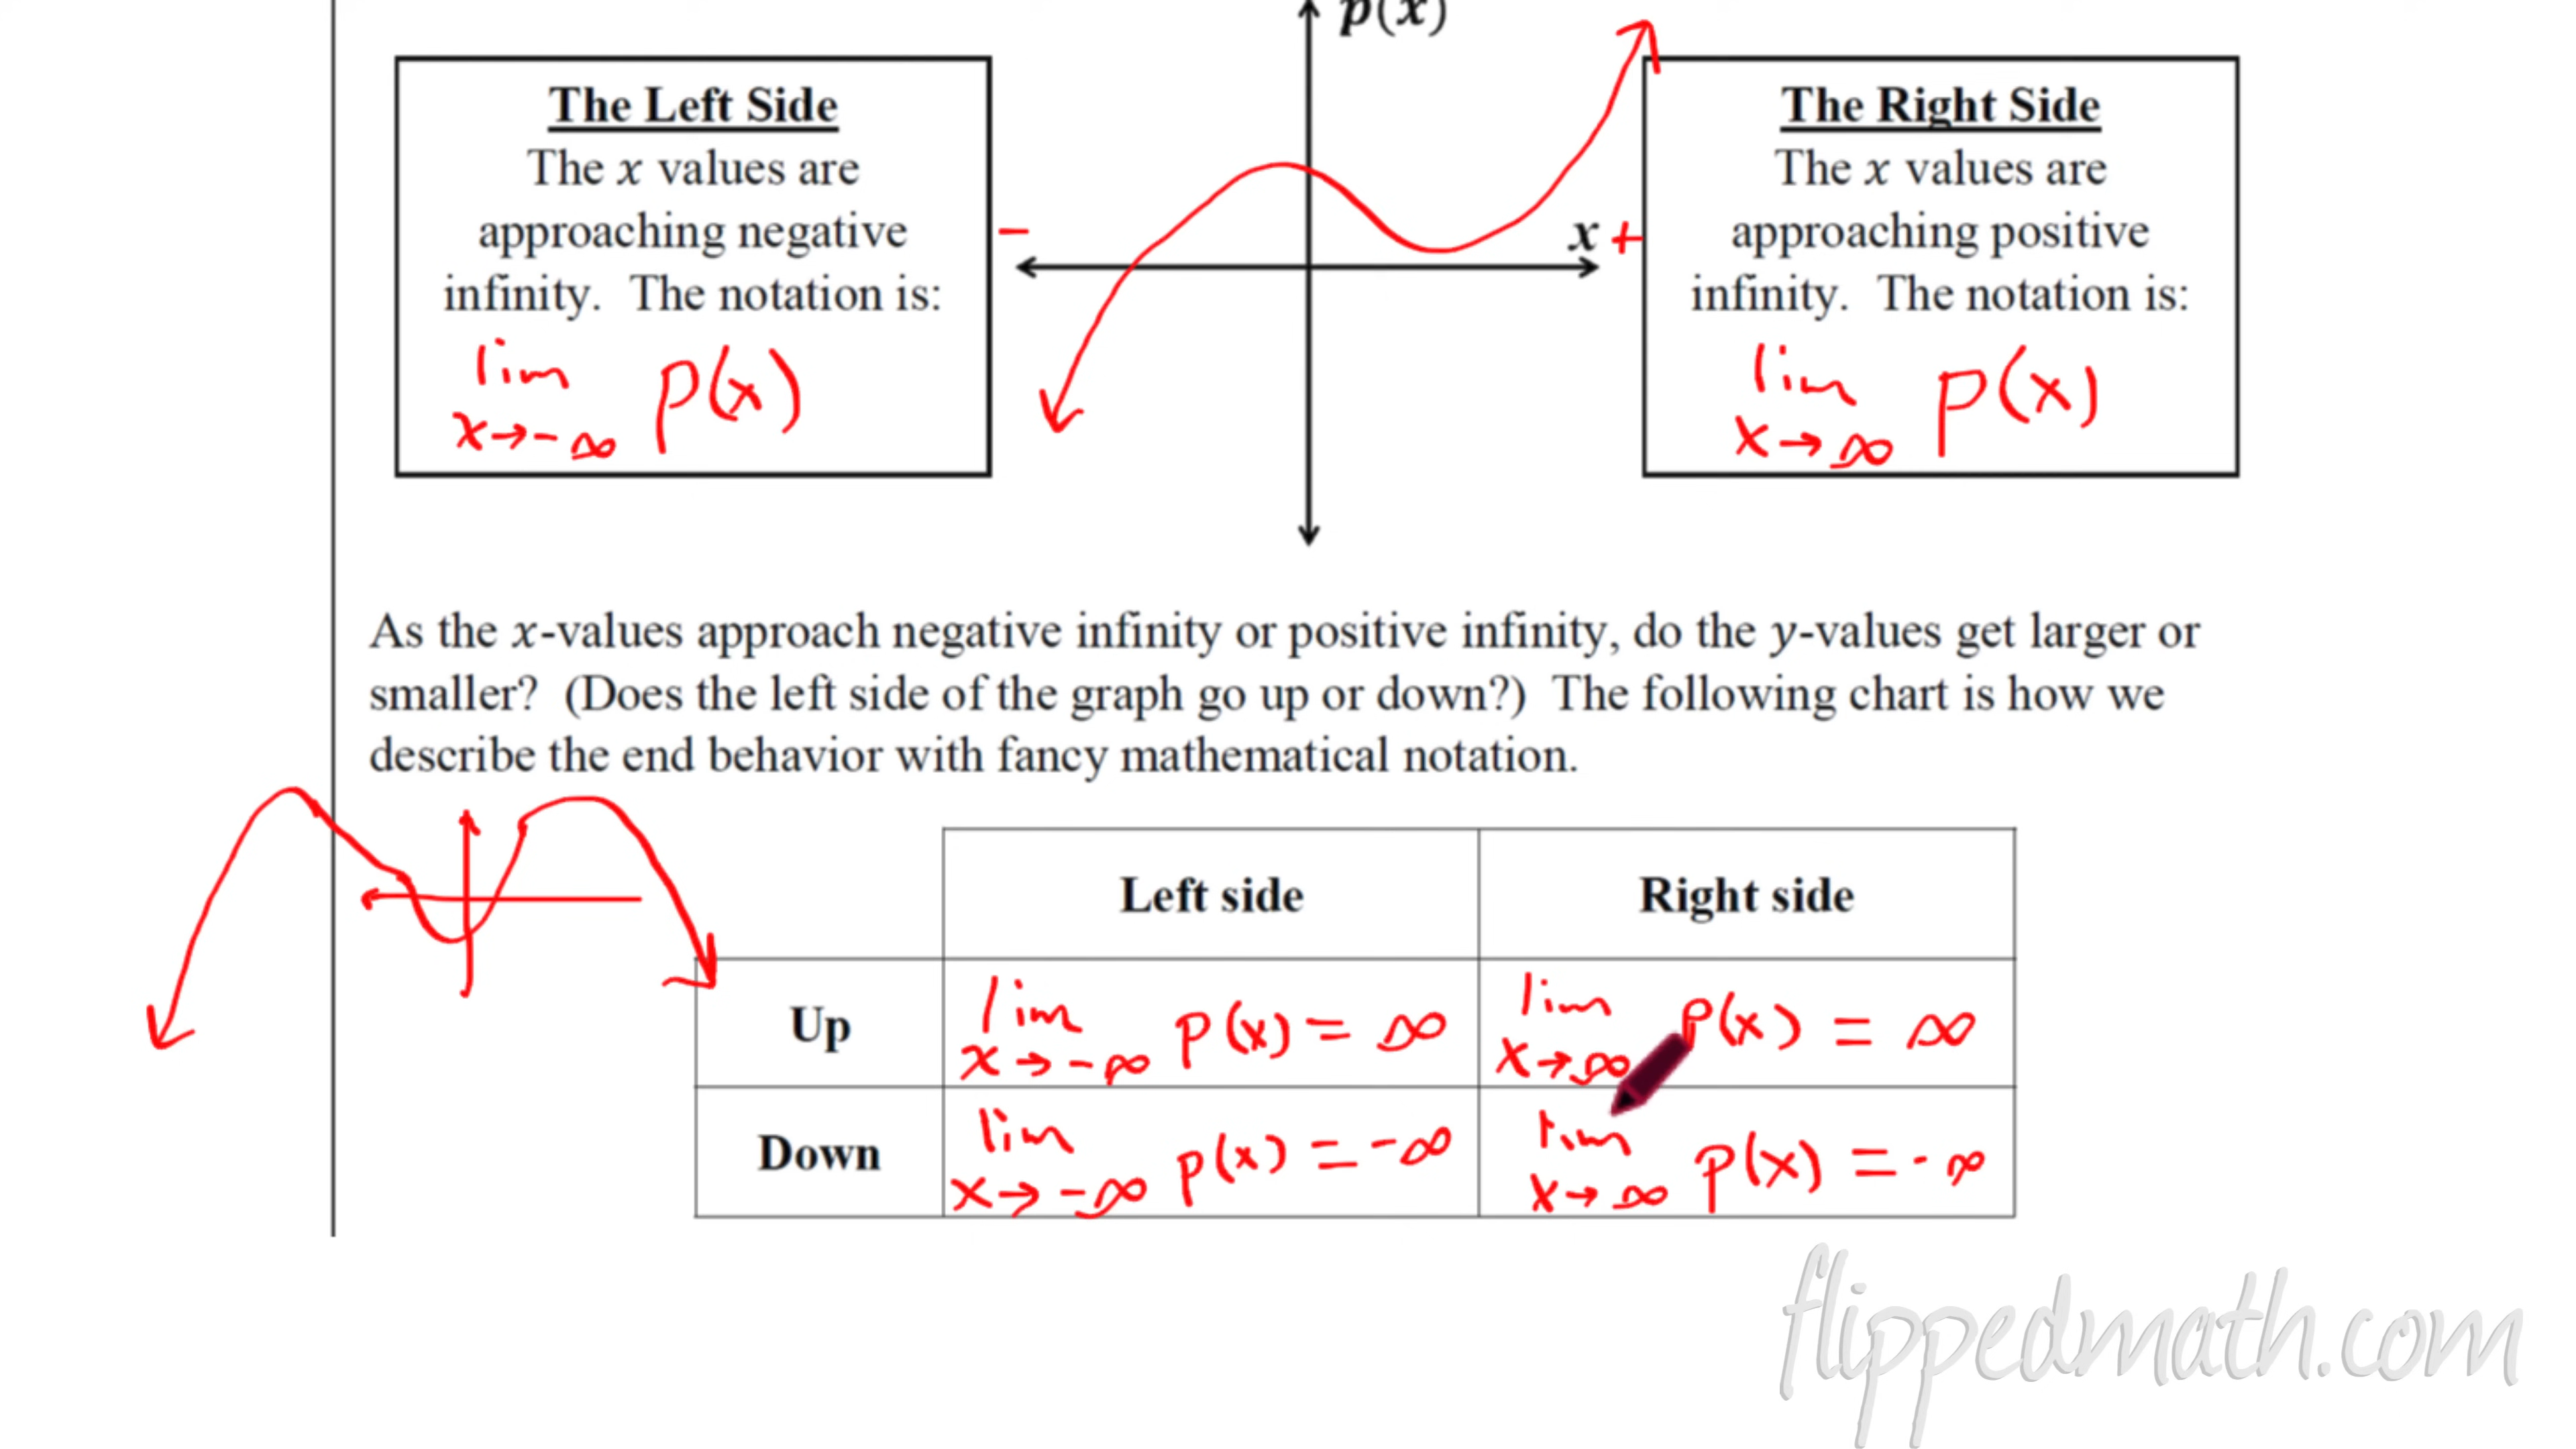 p(x)
The Left Side
The x values are
approaching negative
infinity. The notation is:
lim
x→-∞ p(x)
-
x +
The Right Side
The x values are
approaching positive
infinity. The notation is:
lim
x→∞ p(x)
As the x-values approach negative infinity or positive infinity, do the y-values get larger or
smaller? (Does the left side of the graph go up or down?) The following chart is how we
describe the end behavior with fancy mathematical notation.
Left side Right side
Up lim x→-∞ p(x) = ∞ lim x→∞ p(x) = ∞
Down lim x→-∞ p(x) = -∞ lim x→∞ p(x) = -∞
flippedmath.com